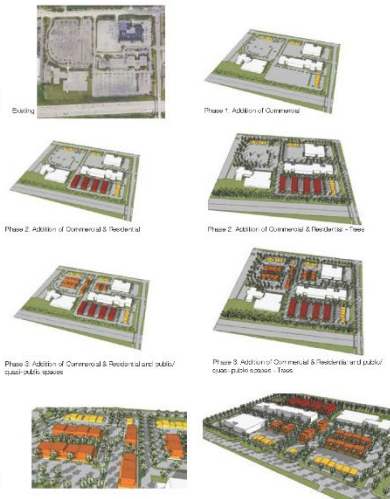 Existing
Phase 1: Addition of Commercial
Phase 2: Addition of Commercial & Residential
Phase 2: Addition of Commercial & Residential - Trees
Phase 3: Addition of Commercial & Residential and public/
quasi-public spaces
Phase 3: Addition of Commercial & Residential and public/
quasi-public spaces - Trees